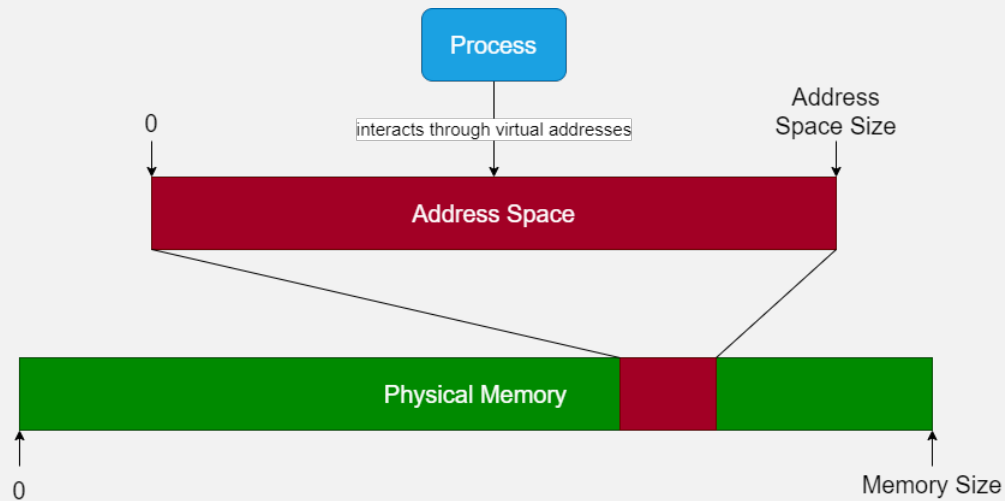 Process
Address
Space Size
0
interacts through virtual addresses
Address Space
Physical Memory
0
Memory Size